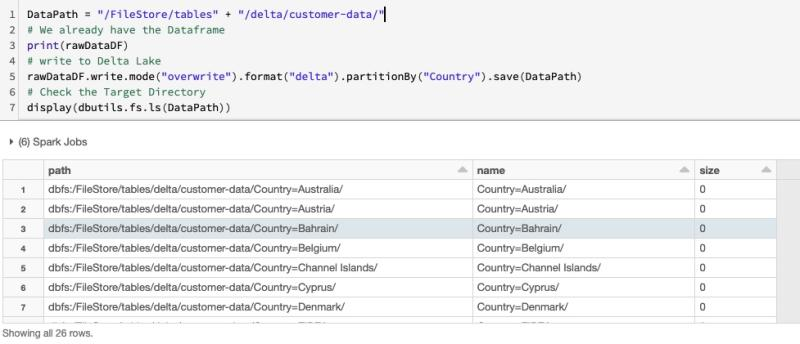 1 DataPath = "/FileStore/tables" + "/delta/customer-data/"
2 # We already have the Dataframe
3 print(rawDataDF)
4 # write to Delta Lake
5 rawDataDF.write.mode("overwrite").format("delta").partitionBy("Country").save(DataPath)
6 # Check the Target Directory
7 display(dbutils.fs.ls(DataPath))
(6) Spark Jobs
path name size
1 dbfs:/FileStore/tables/delta/customer-data/Country=Australia/ Country=Australia/ 0
2 dbfs:/FileStore/tables/delta/customer-data/Country=Austria/ Country=Austria/ 0
3 dbfs:/FileStore/tables/delta/customer-data/Country=Bahrain/ Country=Bahrain/ 0
4 dbfs:/FileStore/tables/delta/customer-data/Country=Belgium/ Country=Belgium/ 0
5 dbfs:/FileStore/tables/delta/customer-data/Country=Channel Islands/ Country=Channel Islands/ 0
6 dbfs:/FileStore/tables/delta/customer-data/Country=Cyprus/ Country=Cyprus/ 0
7 dbfs:/FileStore/tables/delta/customer-data/Country=Denmark/ Country=Denmark/ 0
Showing all 26 rows.